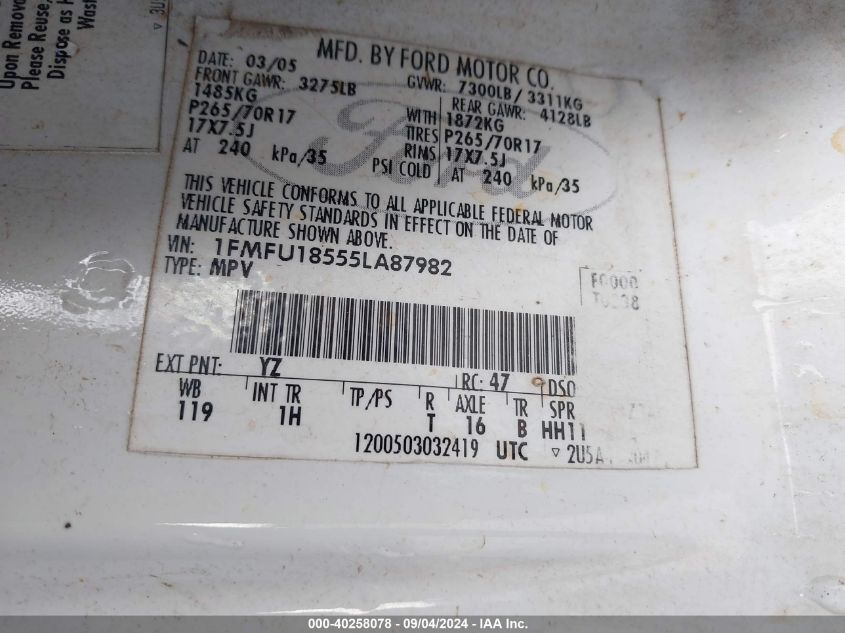 Upon Removal
Please Reuse,
Dispose as H
Wast
▿ 3U5
MFD. BY FORD MOTOR CO.
DATE: 03/05
GVWR: 7300LB / 3311KG
FRONT GAWR: 3275LB
REAR GAWR: 4128LB
1485KG
WITH 1872KG
P265/70R17
TIRES P265/70R17
17X7.5J
RIMS 17X7.5J
AT 240 kPa/35
PSI COLD AT 240 kPa/35
Ford
THIS VEHICLE CONFORMS TO ALL APPLICABLE FEDERAL MOTOR
VEHICLE SAFETY STANDARDS IN EFFECT ON THE DATE OF
MANUFACTURE SHOWN ABOVE.
VIN: 1FMFU18555LA87982
TYPE: MPV
F0000
EXT PNT: YZ
RC: 47
DSO
WB
INT TR
TP/PS
R
AXLE
TR
SPR
119
1H
T
16
B
HH11
1200503032419 UTC
▿ 2U5A
000-40258078 - 09/04/2024 - IAA Inc.